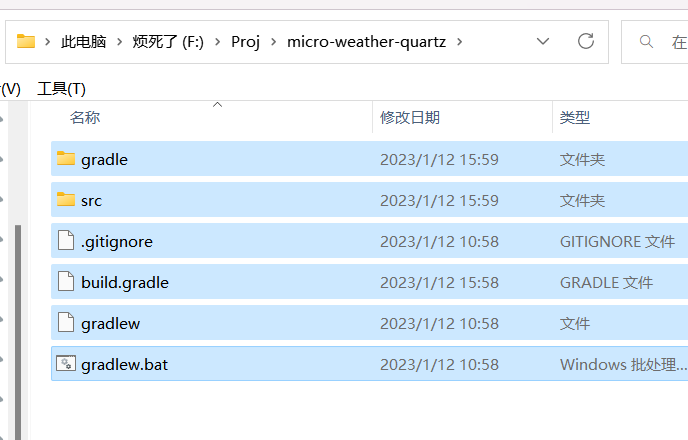 此电脑 > 烦死了 (F:) > Proj > micro-weather-quartz >
在
(V) 工具(T)
名称 修改日期 类型
gradle 2023/1/12 15:59 文件夹
src 2023/1/12 15:59 文件夹
.gitignore 2023/1/12 10:58 GITIGNORE 文件
build.gradle 2023/1/12 15:58 GRADLE 文件
gradlew 2023/1/12 10:58 文件
gradlew.bat 2023/1/12 10:58 Windows 批处理...